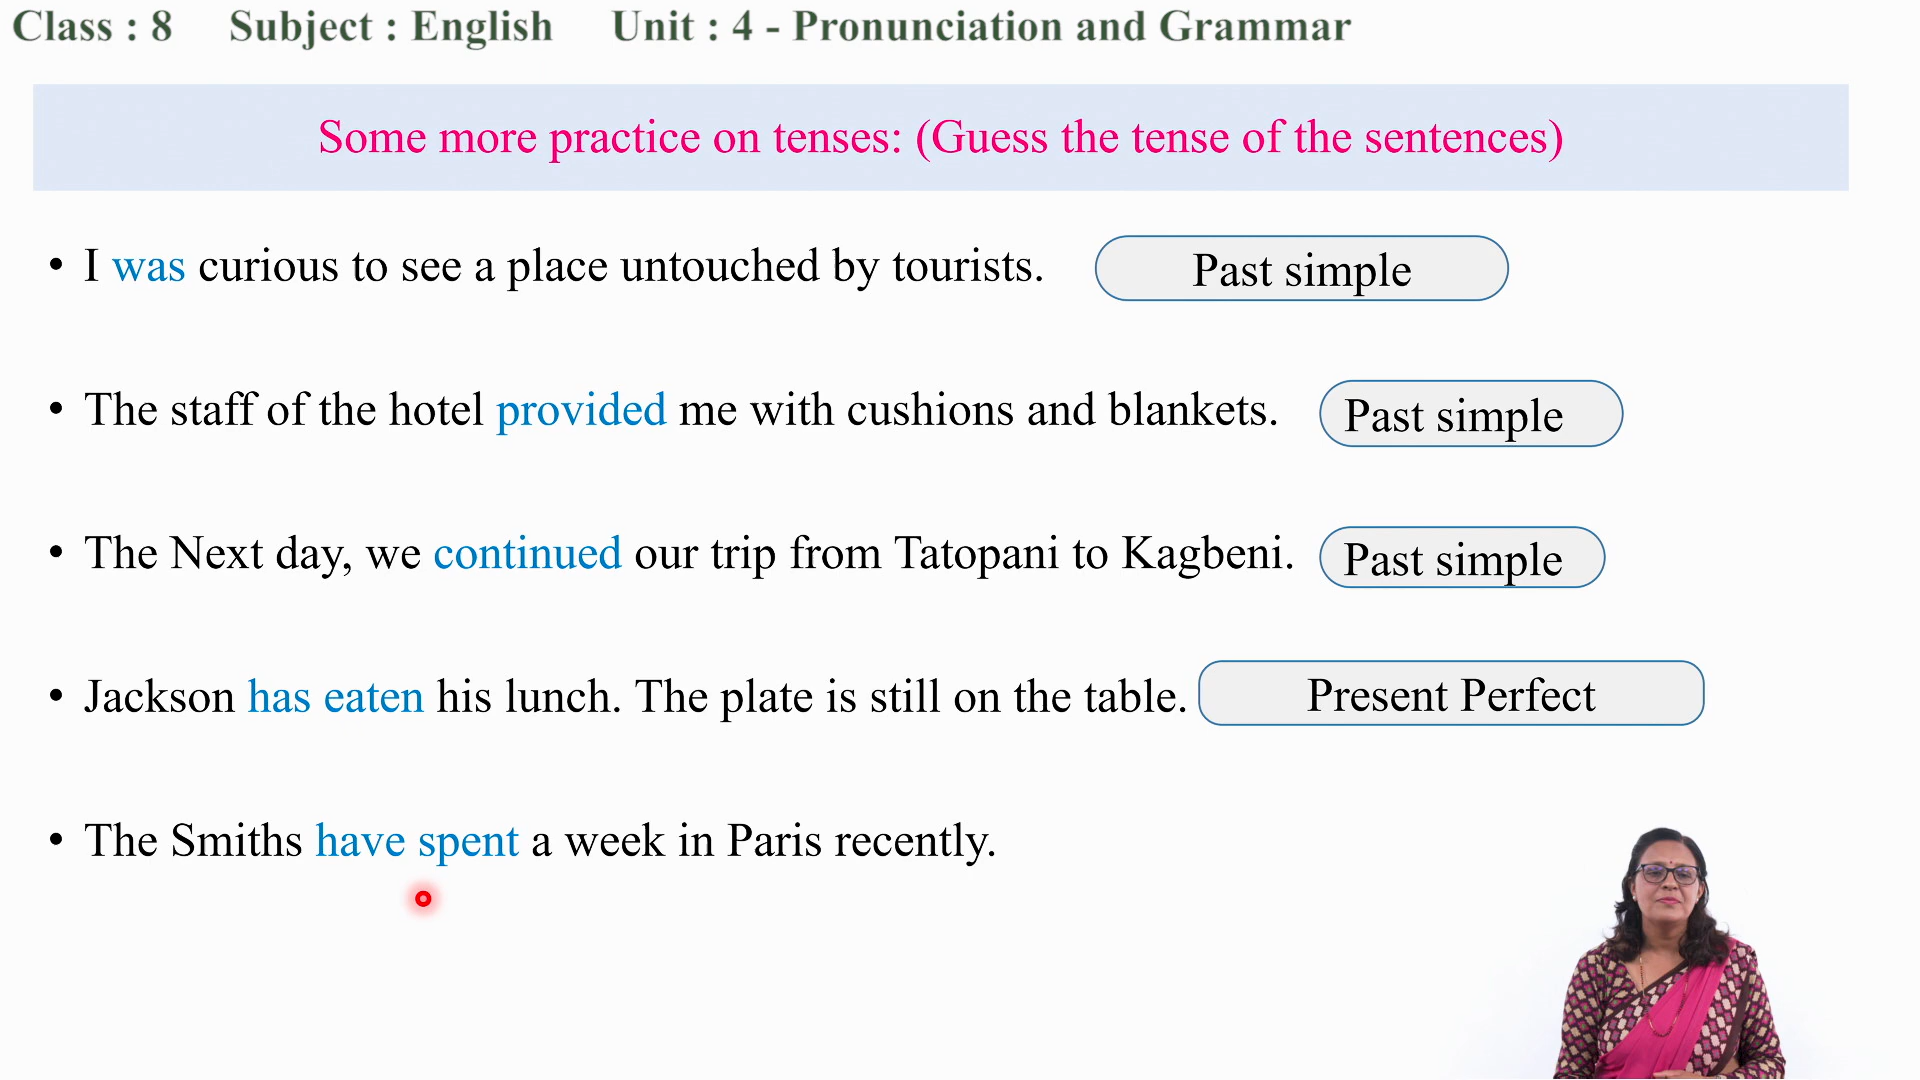 Class : 8 Subject : English Unit : 4 - Pronunciation and Grammar
Some more practice on tenses: (Guess the tense of the sentences)
• I was curious to see a place untouched by tourists. Past simple
• The staff of the hotel provided me with cushions and blankets. Past simple
• The Next day, we continued our trip from Tatopani to Kagbeni. Past simple
• Jackson has eaten his lunch. The plate is still on the table. Present Perfect
• The Smiths have spent a week in Paris recently.